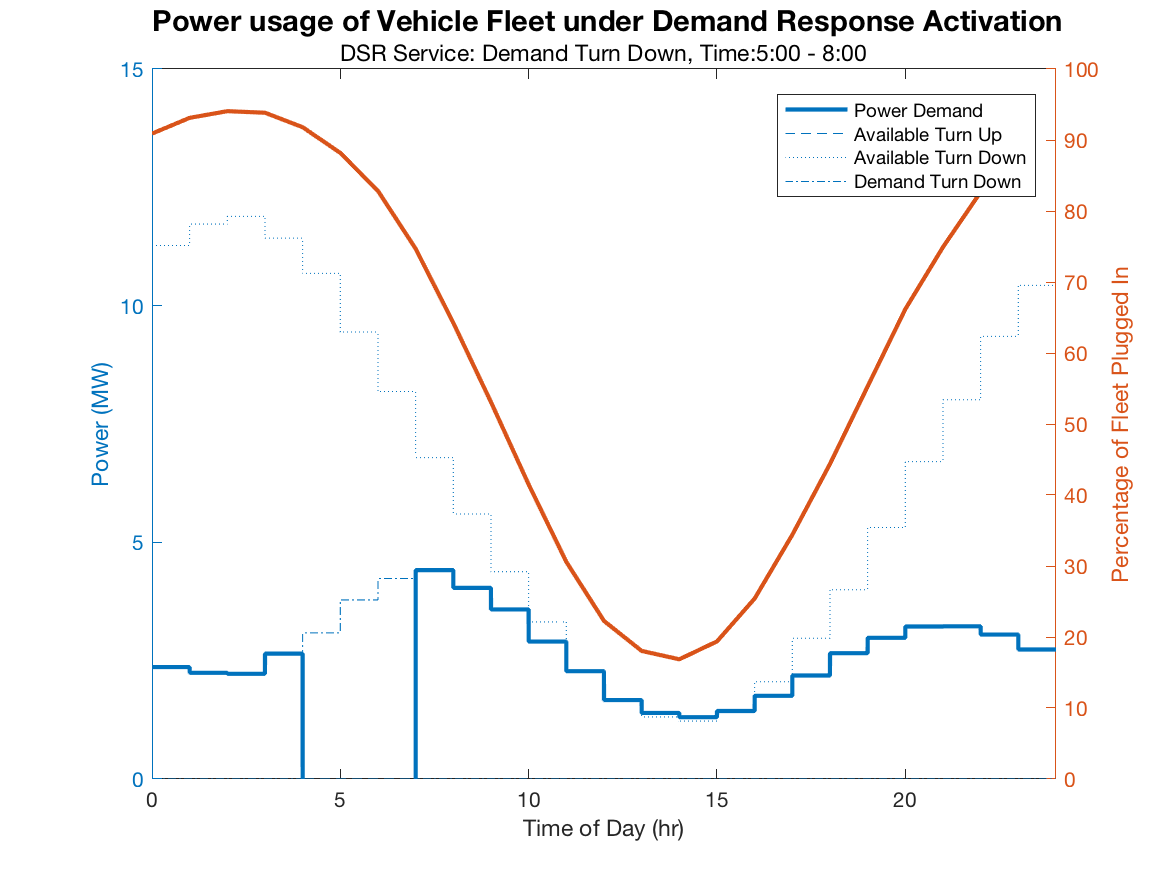 Power usage of Vehicle Fleet under Demand Response Activation
DSR Service: Demand Turn Down, Time:5:00 - 8:00
Power Demand
Available Turn Up
Available Turn Down
Demand Turn Down
Power (MW)
15
10
5
0
100
90
80
70
60
50
40
30
20
10
0
Percentage of Fleet Plugged In
0
5
10
15
20
Time of Day (hr)